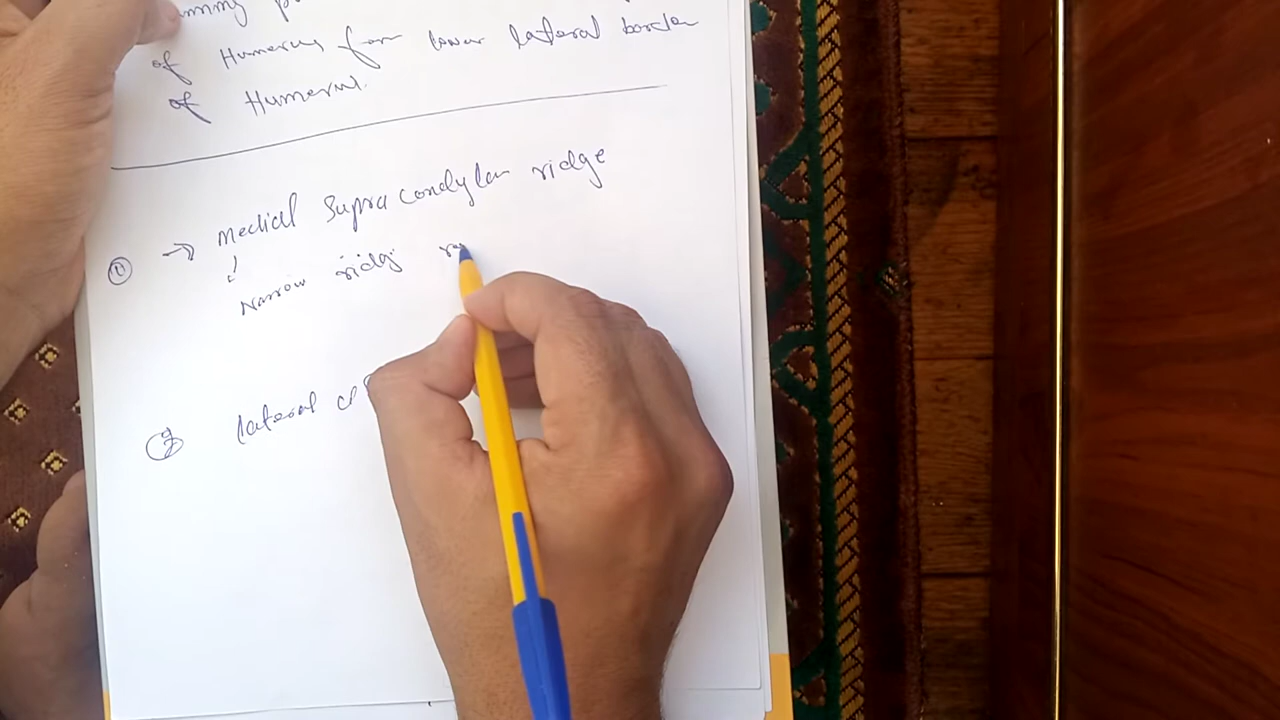 of Humerus for lower lateral border
of Humerus.
① → Medial Supra condylar ridge
↓
Narrow ridge
② lateral